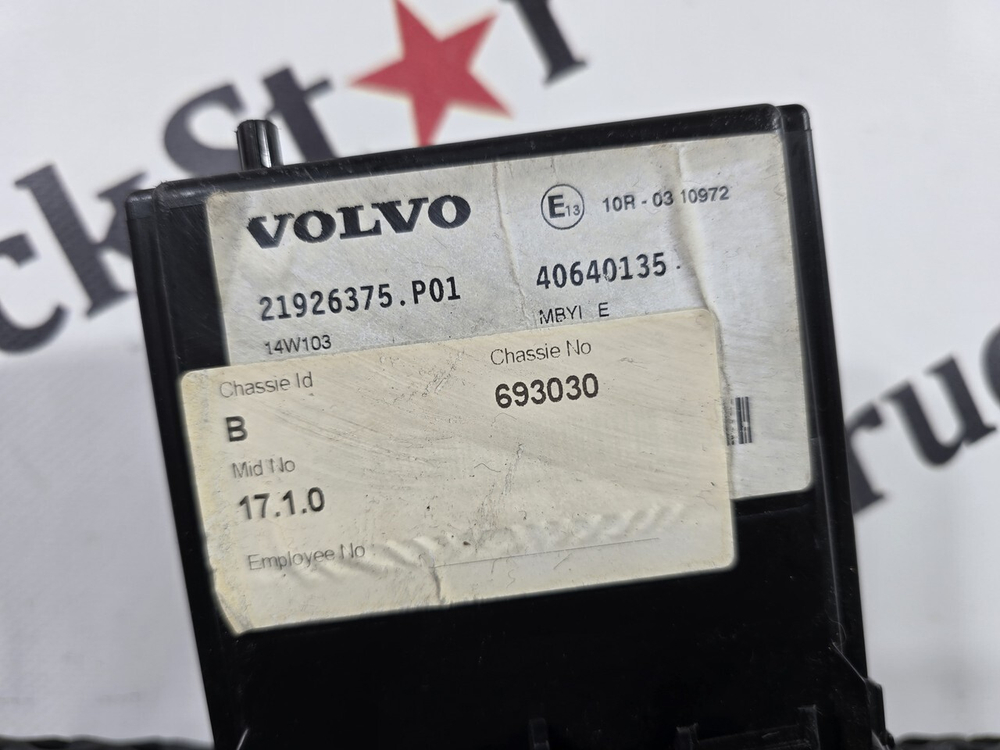 VOLVO
E13 10R - 03 10972
21926375.P01
40640135
14W103
MBYI E
Chassie Id
Chassie No
B
693030
Mid No
17.1.0
Employee No